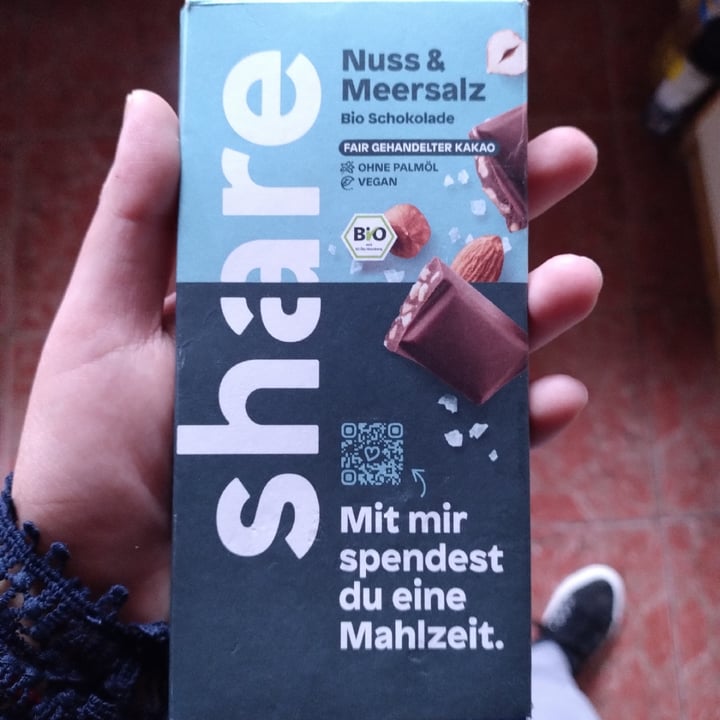 share
Nuss &
Meersalz
Bio Schokolade
FAIR GEHANDELTER KAKAO
OHNE PALMÖL
VEGAN
BIO
Mit mir
spendest
du eine
Mahlzeit.